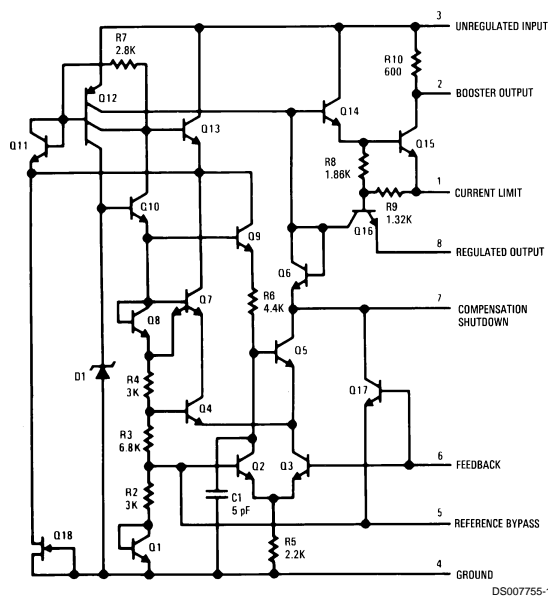 3 UNREGULATED INPUT
R7
2.8K
R10
600
Q12
2 BOOSTER OUTPUT
Q11
Q13
Q14
Q15
R8
1.86K
R9
1.32K
1 CURRENT LIMIT
Q10
Q9
Q16
8 REGULATED OUTPUT
Q6
R6
4.4K
7 COMPENSATION
SHUTDOWN
Q8
Q7
Q5
D1
R4
3K
Q17
Q4
R3
6.8K
6 FEEDBACK
Q2
Q3
R2
3K
C1
5 pF
5 REFERENCE BYPASS
Q18
Q1
R5
2.2K
4 GROUND
DS007755-1